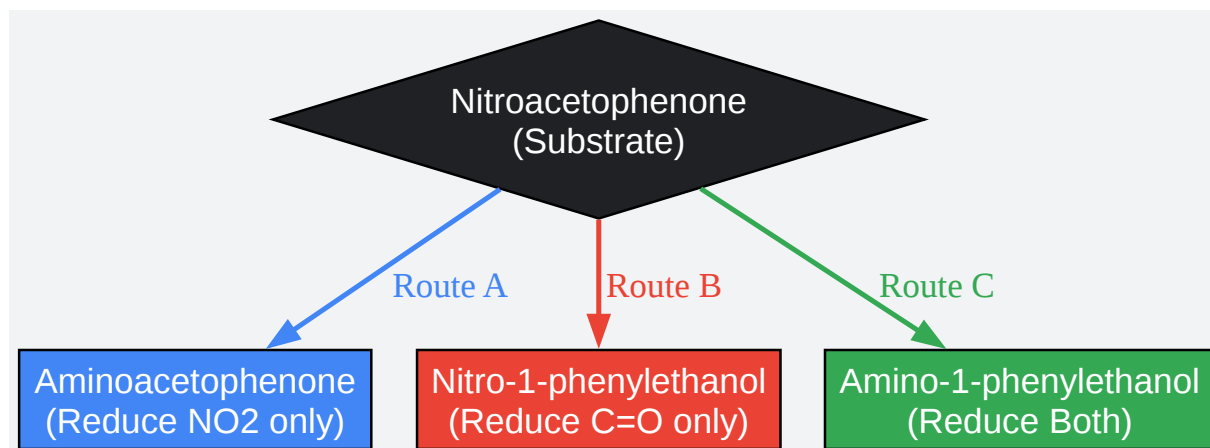 Nitroacetophenone
(Substrate)
Route A
Route B
Route C
Aminoacetophenone
(Reduce NO2 only)
Nitro-1-phenylethanol
(Reduce C=O only)
Amino-1-phenylethanol
(Reduce Both)